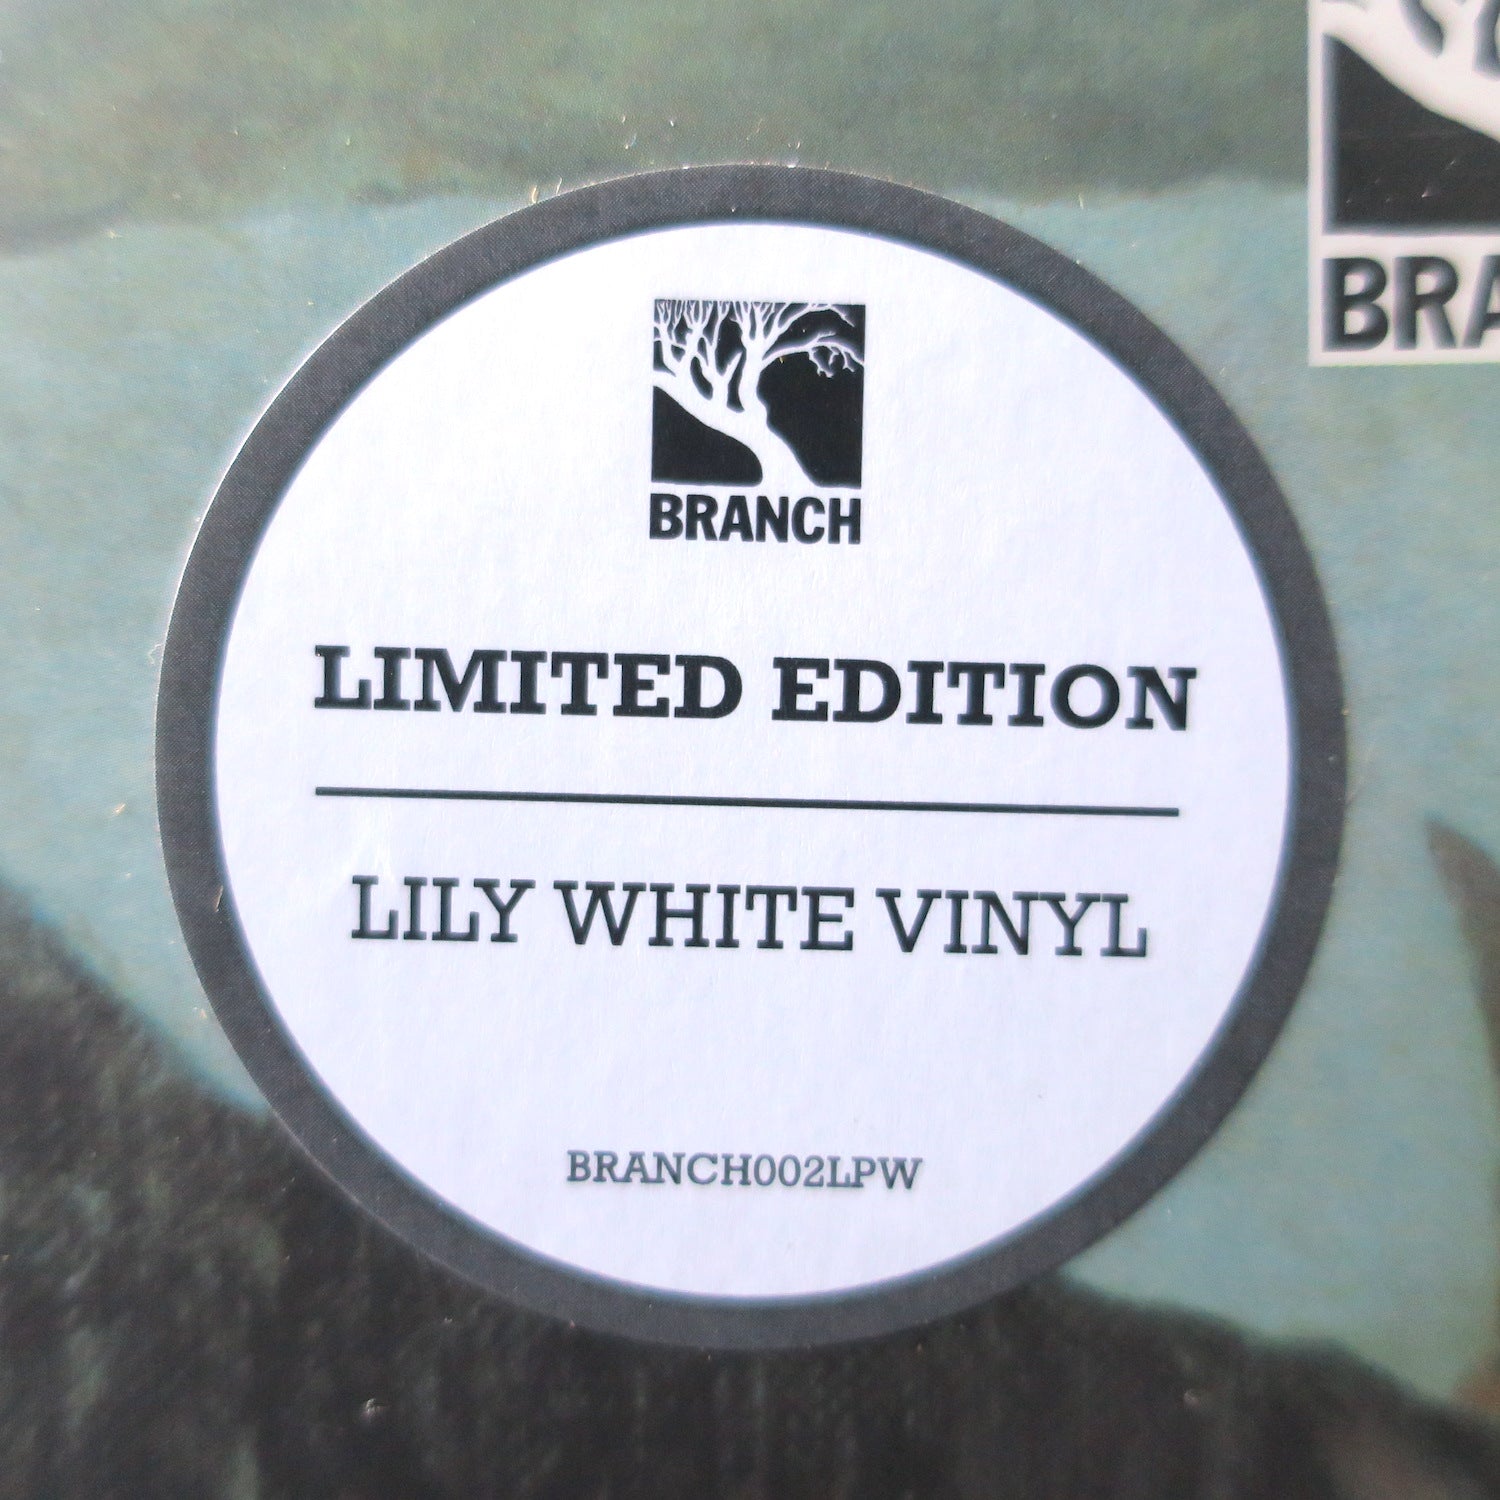 BRANCH
LIMITED EDITION
LILY WHITE VINYL
BRANCH002LPW
BRA